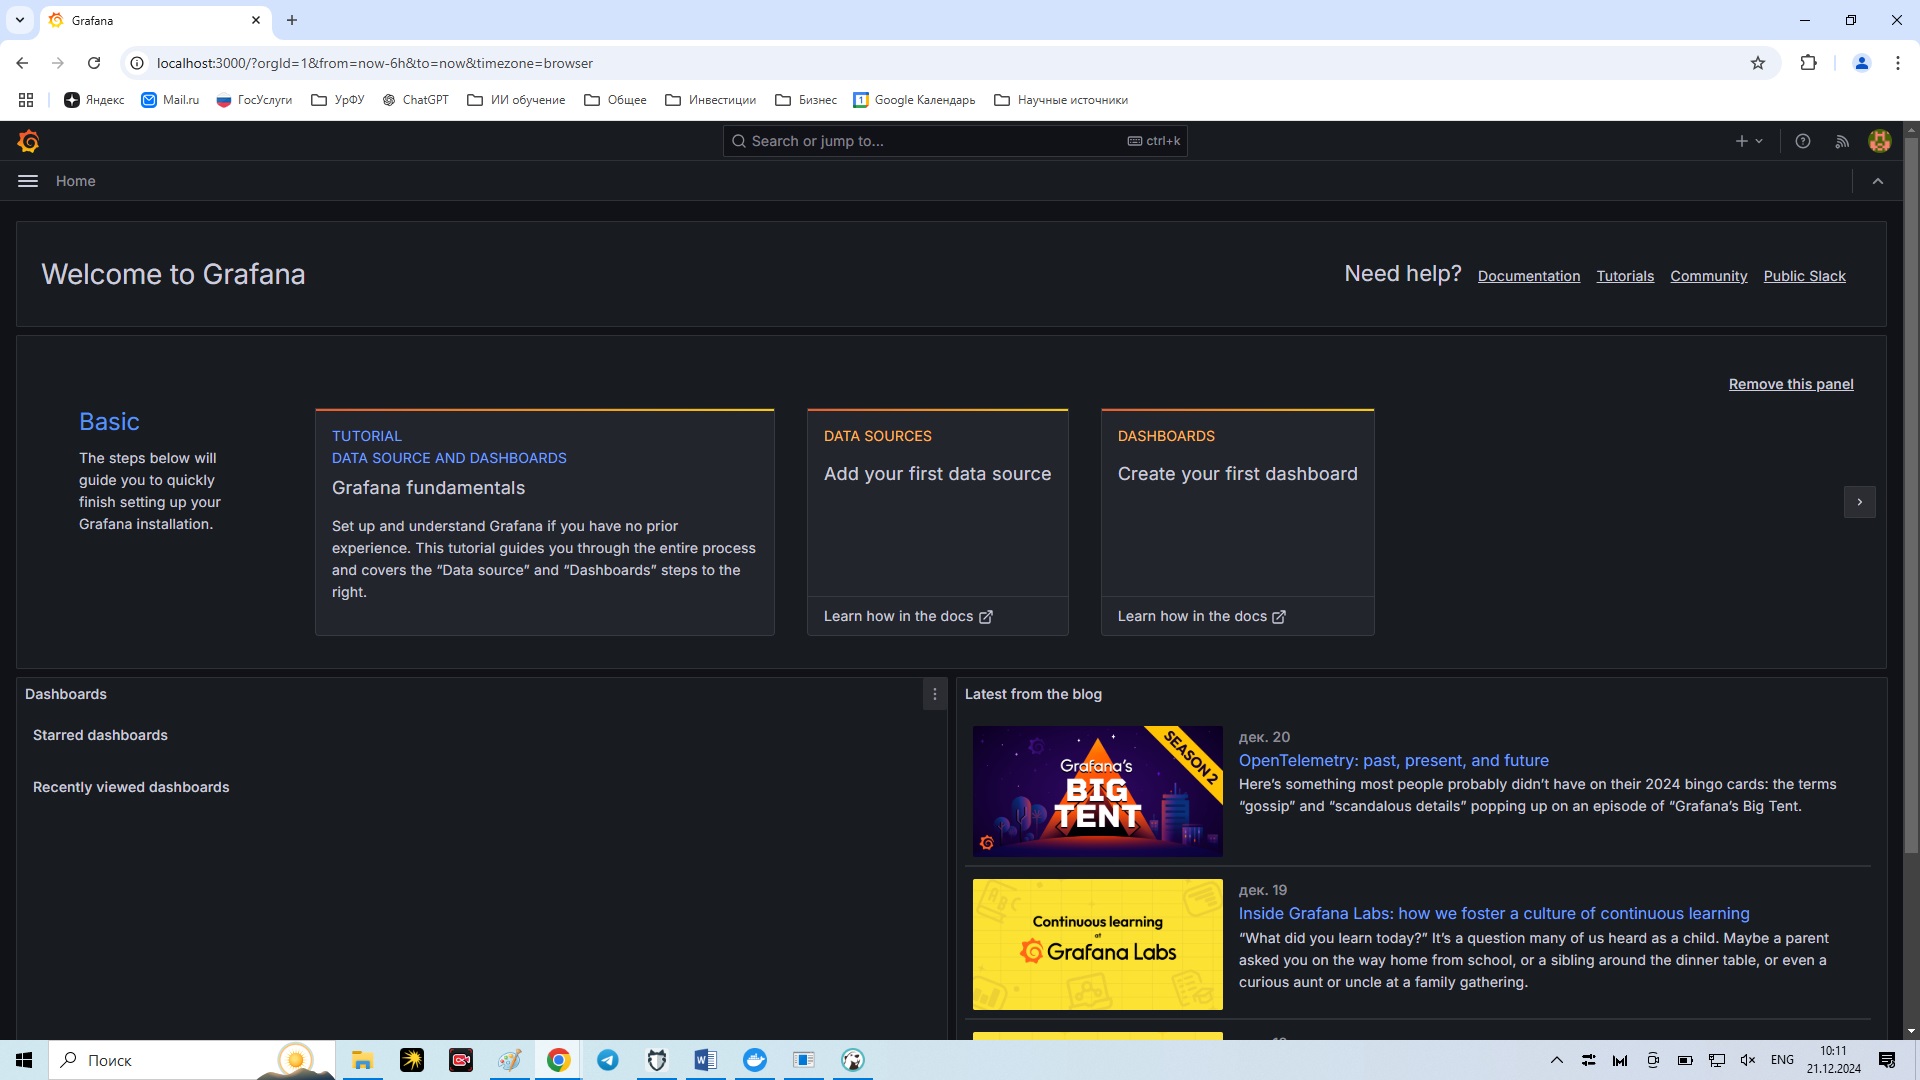 Grafana
localhost:3000/?orgId=1&from=now-6h&to=now&timezone=browser
Яндекс
Mail.ru
ГосУслуги
УрФУ
ChatGPT
ИИ обучение
Общее
Инвестиции
Бизнес
1
Google Календарь
Научные источники
Search or jump to...
ctrl+k
Home
Welcome to Grafana
Need help?
Documentation
Tutorials
Community
Public Slack
Remove this panel
Basic
The steps below will
guide you to quickly
finish setting up your
Grafana installation.
TUTORIAL
DATA SOURCE AND DASHBOARDS
Grafana fundamentals
Set up and understand Grafana if you have no prior
experience. This tutorial guides you through the entire process
and covers the “Data source” and “Dashboards” steps to the
right.
DATA SOURCES
Add your first data source
Learn how in the docs
DASHBOARDS
Create your first dashboard
Learn how in the docs
Dashboards
Starred dashboards
Recently viewed dashboards
Latest from the blog
Grafana's
BIG
TENT
SEASON 2
дек. 20
OpenTelemetry: past, present, and future
Here’s something most people probably didn’t have on their 2024 bingo cards: the terms
“gossip” and “scandalous details” popping up on an episode of “Grafana’s Big Tent.
Continuous learning
at
Grafana Labs
дек. 19
Inside Grafana Labs: how we foster a culture of continuous learning
“What did you learn today?” It’s a question many of us heard as a child. Maybe a parent
asked you on the way home from school, or a sibling around the dinner table, or even a
curious aunt or uncle at a family gathering.
Поиск
ENG
10:11
21.12.2024